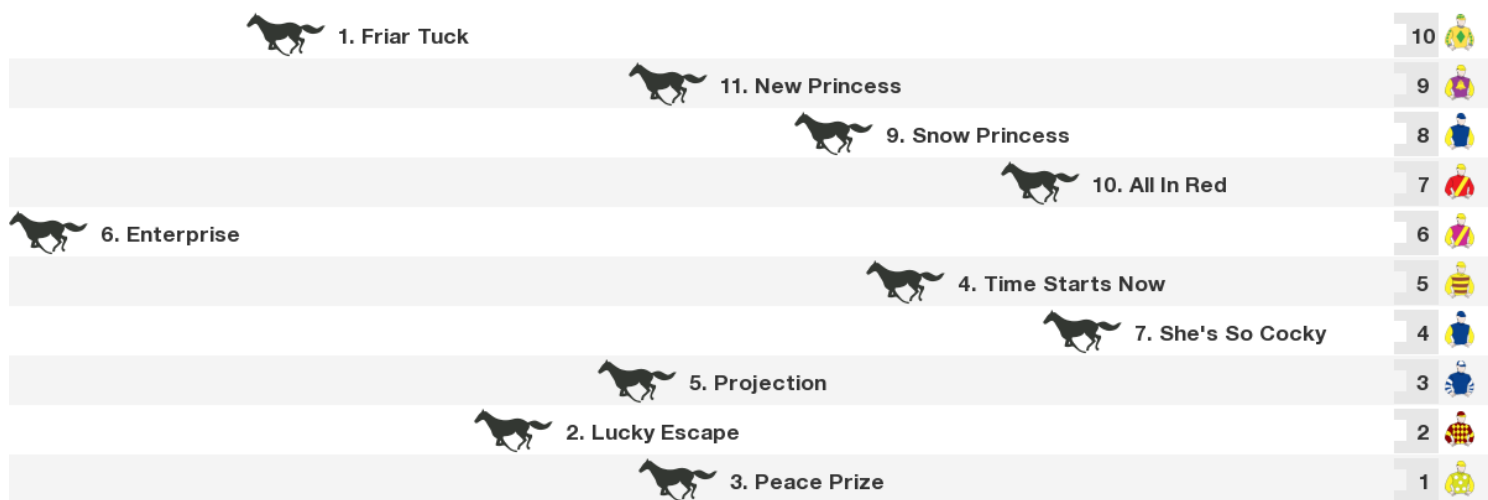 1. Friar Tuck 10
11. New Princess 9
9. Snow Princess 8
10. All In Red 7
6. Enterprise 6
4. Time Starts Now 5
7. She's So Cocky 4
5. Projection 3
2. Lucky Escape 2
3. Peace Prize 1